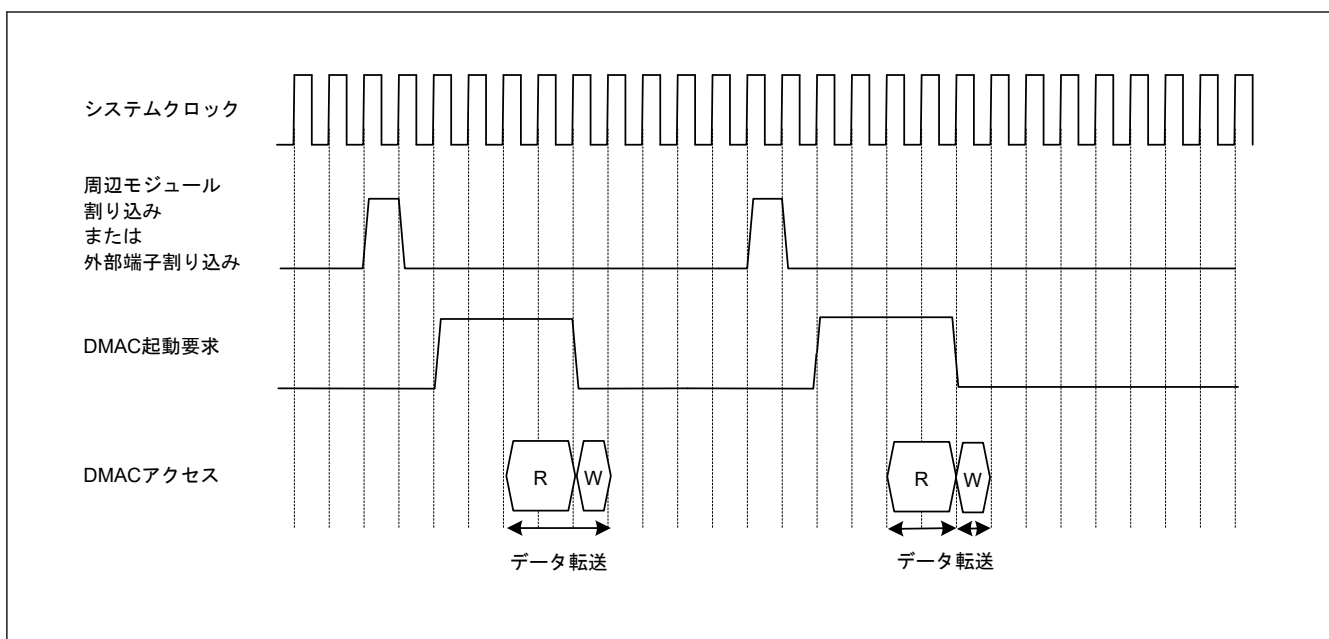 システムクロック
周辺モジュール
割り込み
または
外部端子割り込み
DMAC起動要求
DMACアクセス
R
W
R
W
データ転送
データ転送